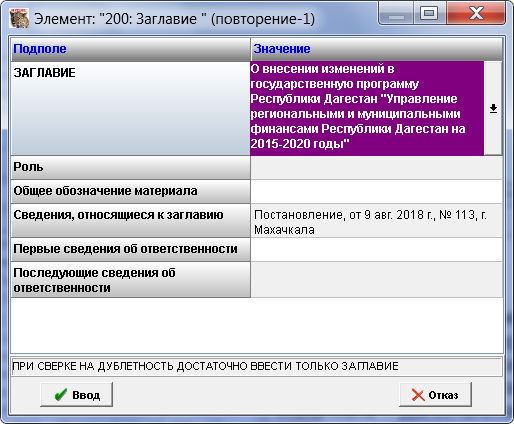 Элемент: "200: Заглавие " (повторение-1)
Подполе Значение
ЗАГЛАВИЕ
О внесении изменений в
государственную программу
Республики Дагестан "Управление
региональными и муниципальными
финансами Республики Дагестан на
2015-2020 годы"
Роль
Общее обозначение материала
Сведения, относящиеся к заглавию
Постановление, от 9 авг. 2018 г., № 113, г.
Махачкала
Первые сведения об ответственности
Последующие сведения об
ответственности
ПРИ СВЕРКЕ НА ДУБЛЕТНОСТЬ ДОСТАТОЧНО ВВЕСТИ ТОЛЬКО ЗАГЛАВИЕ
Ввод Отказ